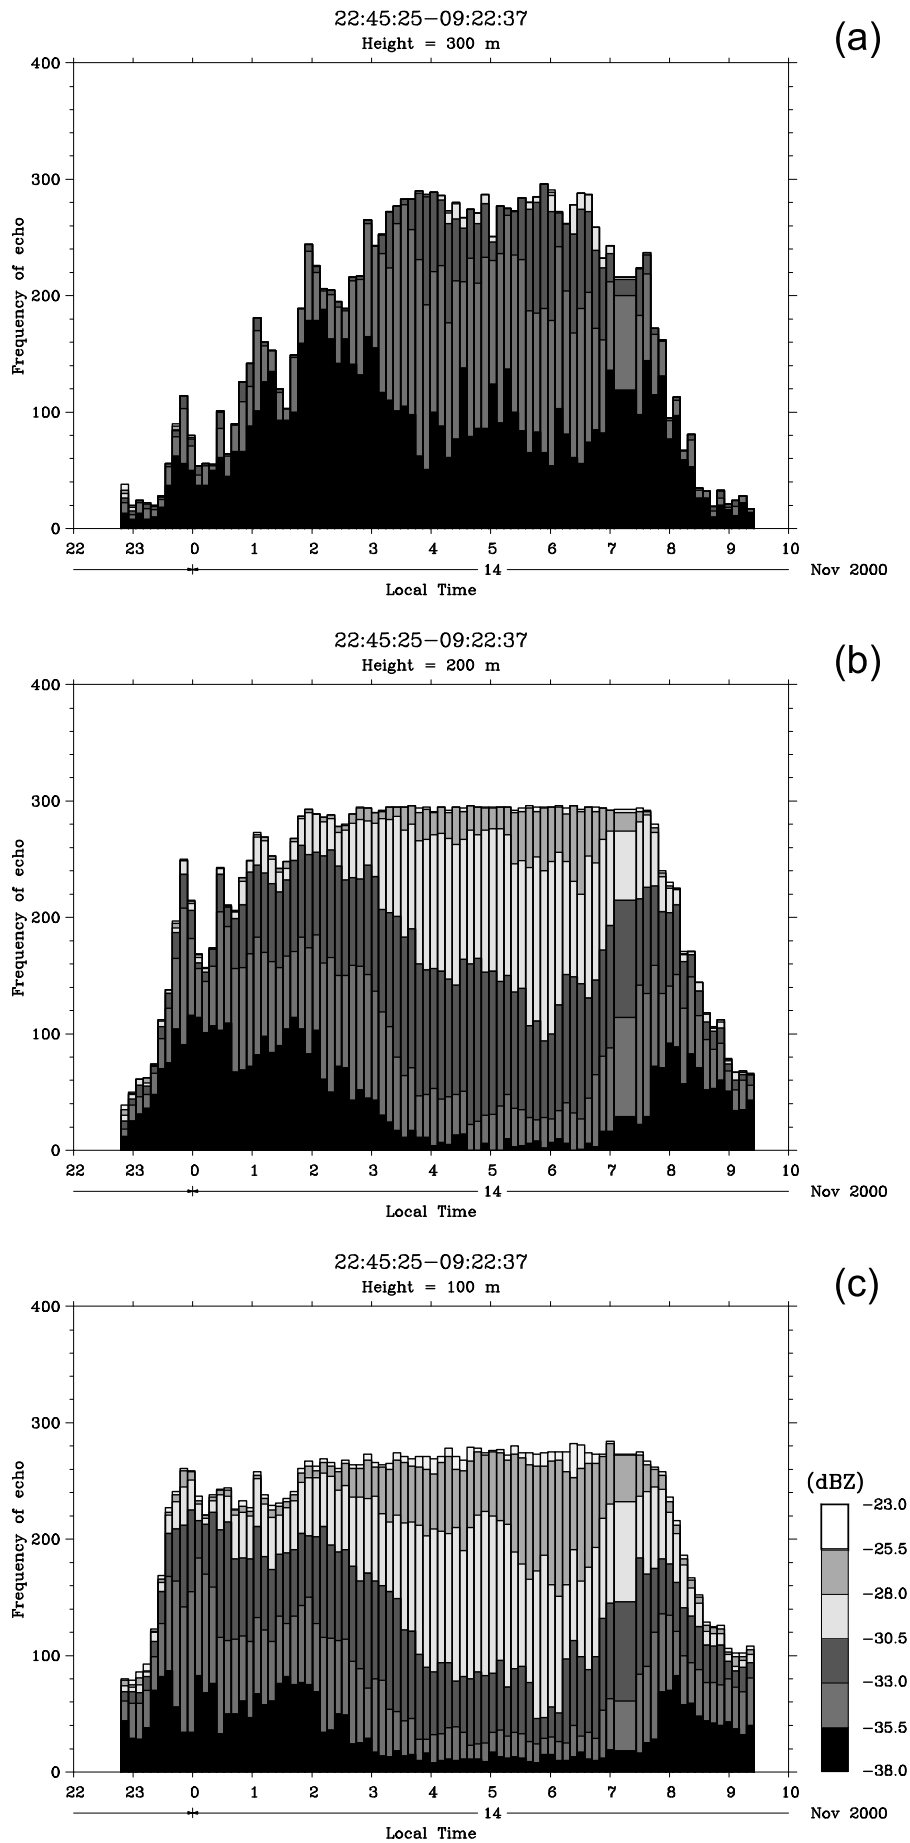 22:45:25−09:22:37
Height = 300 m
(a)
400
300
200
100
0
Frequency of echo
22 23 0 1 2 3 4 5 6 7 8 9 10
14 Nov 2000
Local Time
22:45:25−09:22:37
Height = 200 m
(b)
400
300
200
100
0
Frequency of echo
22 23 0 1 2 3 4 5 6 7 8 9 10
14 Nov 2000
Local Time
22:45:25−09:22:37
Height = 100 m
(c)
400
300
200
100
0
Frequency of echo
(dBZ)
−23.0
−25.5
−28.0
−30.5
−33.0
−35.5
−38.0
22 23 0 1 2 3 4 5 6 7 8 9 10
14 Nov 2000
Local Time